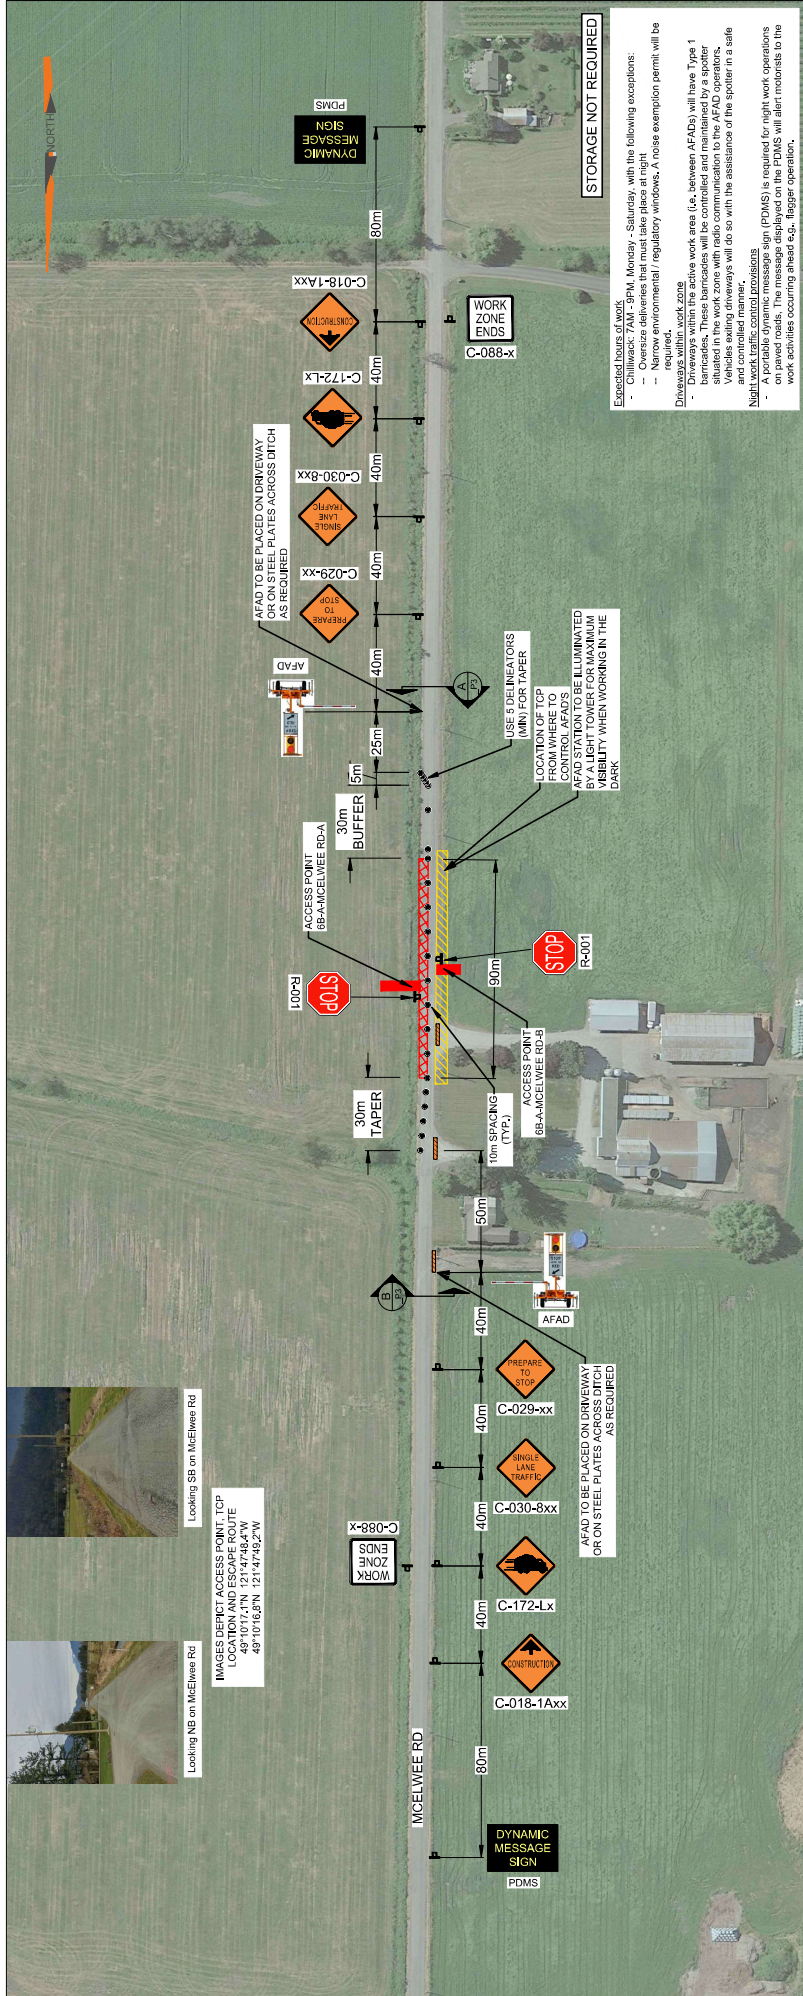 Looking NB on McElwee Rd
Looking SB on McElwee Rd
IMAGES DEPICT ACCESS POINT, TCP
LOCATION AND ESCAPE ROUTE
49°10'17.1"N 121°47'48.4"W
49°10'16.8"N 121°47'49.2"W
NORTH
MCELWEE RD
DYNAMIC
MESSAGE
SIGN
PDMS
80m
CONSTRUCTION
C-018-1Axx
40m
C-172-Lx
40m
WORK
ZONE
ENDS
C-088-x
SINGLE
LANE
TRAFFIC
C-030-8xx
40m
PREPARE
TO
STOP
C-029-xx
40m
AFAD
AFAD TO BE PLACED ON DRIVEWAY
OR ON STEEL PLATES ACROSS DITCH
AS REQUIRED
B
P3
50m
30m
TAPER
10m SPACING
(TYP.)
ACCESS POINT
6B-A-MCELWEE RD-B
STOP
R-001
STOP
R-001
ACCESS POINT
6B-A-MCELWEE RD-A
90m
30m
BUFFER
5m
25m
USE 5 DELINEATORS
(MIN) FOR TAPER
LOCATION OF TCP
FROM WHERE TO
CONTROL AFAD'S
AFAD STATION TO BE ILLUMINATED
BY A LIGHT TOWER FOR MAXIMUM
VISIBILITY WHEN WORKING IN THE
DARK
A
P3
AFAD
AFAD TO BE PLACED ON DRIVEWAY
OR ON STEEL PLATES ACROSS DITCH
AS REQUIRED
40m
PREPARE
TO
STOP
C-029-xx
40m
SINGLE
LANE
TRAFFIC
C-030-8xx
40m
C-172-Lx
40m
CONSTRUCTION
C-018-1Axx
WORK
ZONE
ENDS
C-088-x
80m
DYNAMIC
MESSAGE
SIGN
PDMS
STORAGE NOT REQUIRED
Expected hours of work
- Chilliwack: 7AM - 9PM, Monday - Saturday, with the following exceptions:
-- Oversize deliveries that must take place at night
-- Narrow environmental / regulatory windows. A noise exemption permit will be
required.
Driveways within work zone
- Driveways within the active work area (i.e. between AFADs) will have Type 1
barricades. These barricades will be controlled and maintained by a spotter
situated in the work zone with radio communication to the AFAD operators.
Vehicles exiting driveways will do so with the assistance of the spotter in a safe
and controlled manner.
Night work traffic control provisions
- A portable dynamic message sign (PDMS) is required for night work operations
on paved roads. The message displayed on the PDMS will alert motorists to the
work activities occurring ahead e.g. flagger operation.